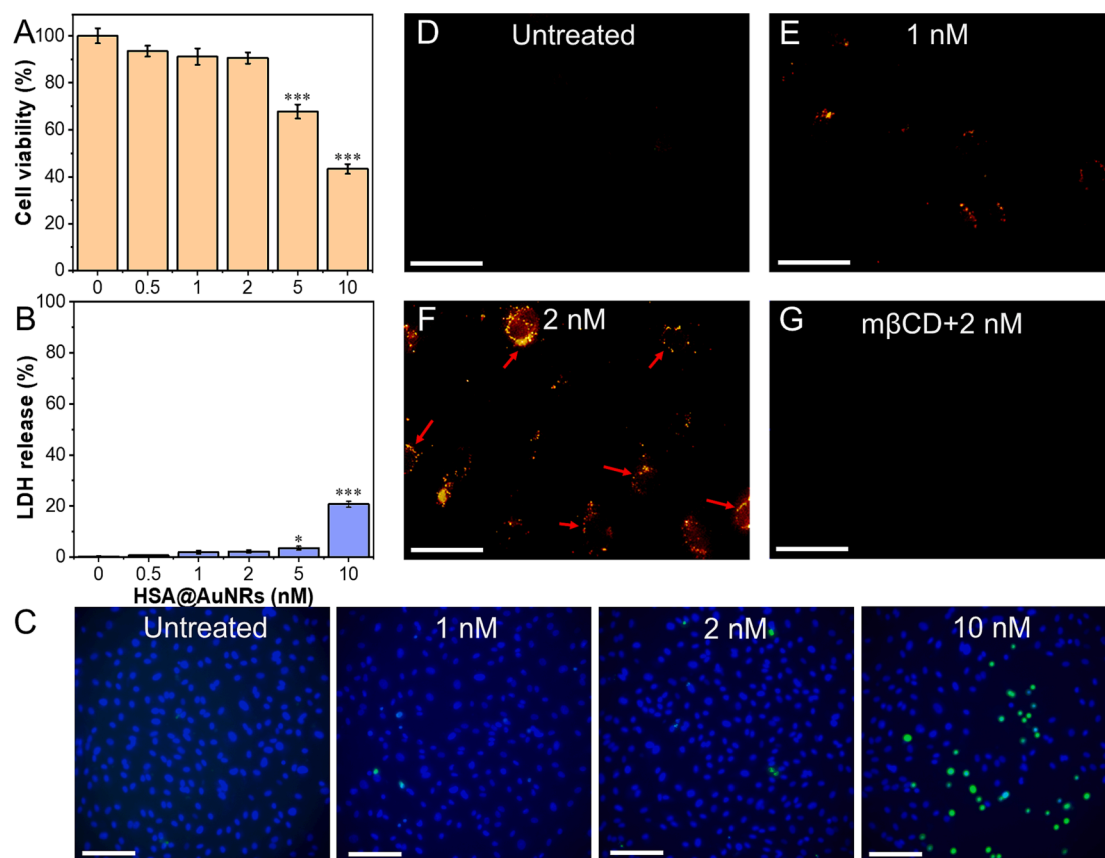 A
Cell viability (%)
100
80
60
40
20
0
***
***
0 0.5 1 2 5 10
B
LDH release (%)
100
80
60
40
20
0
*
***
0 0.5 1 2 5 10
HSA@AuNRs (nM)
D Untreated
E 1 nM
F 2 nM
G mβCD+2 nM
C Untreated
1 nM
2 nM
10 nM